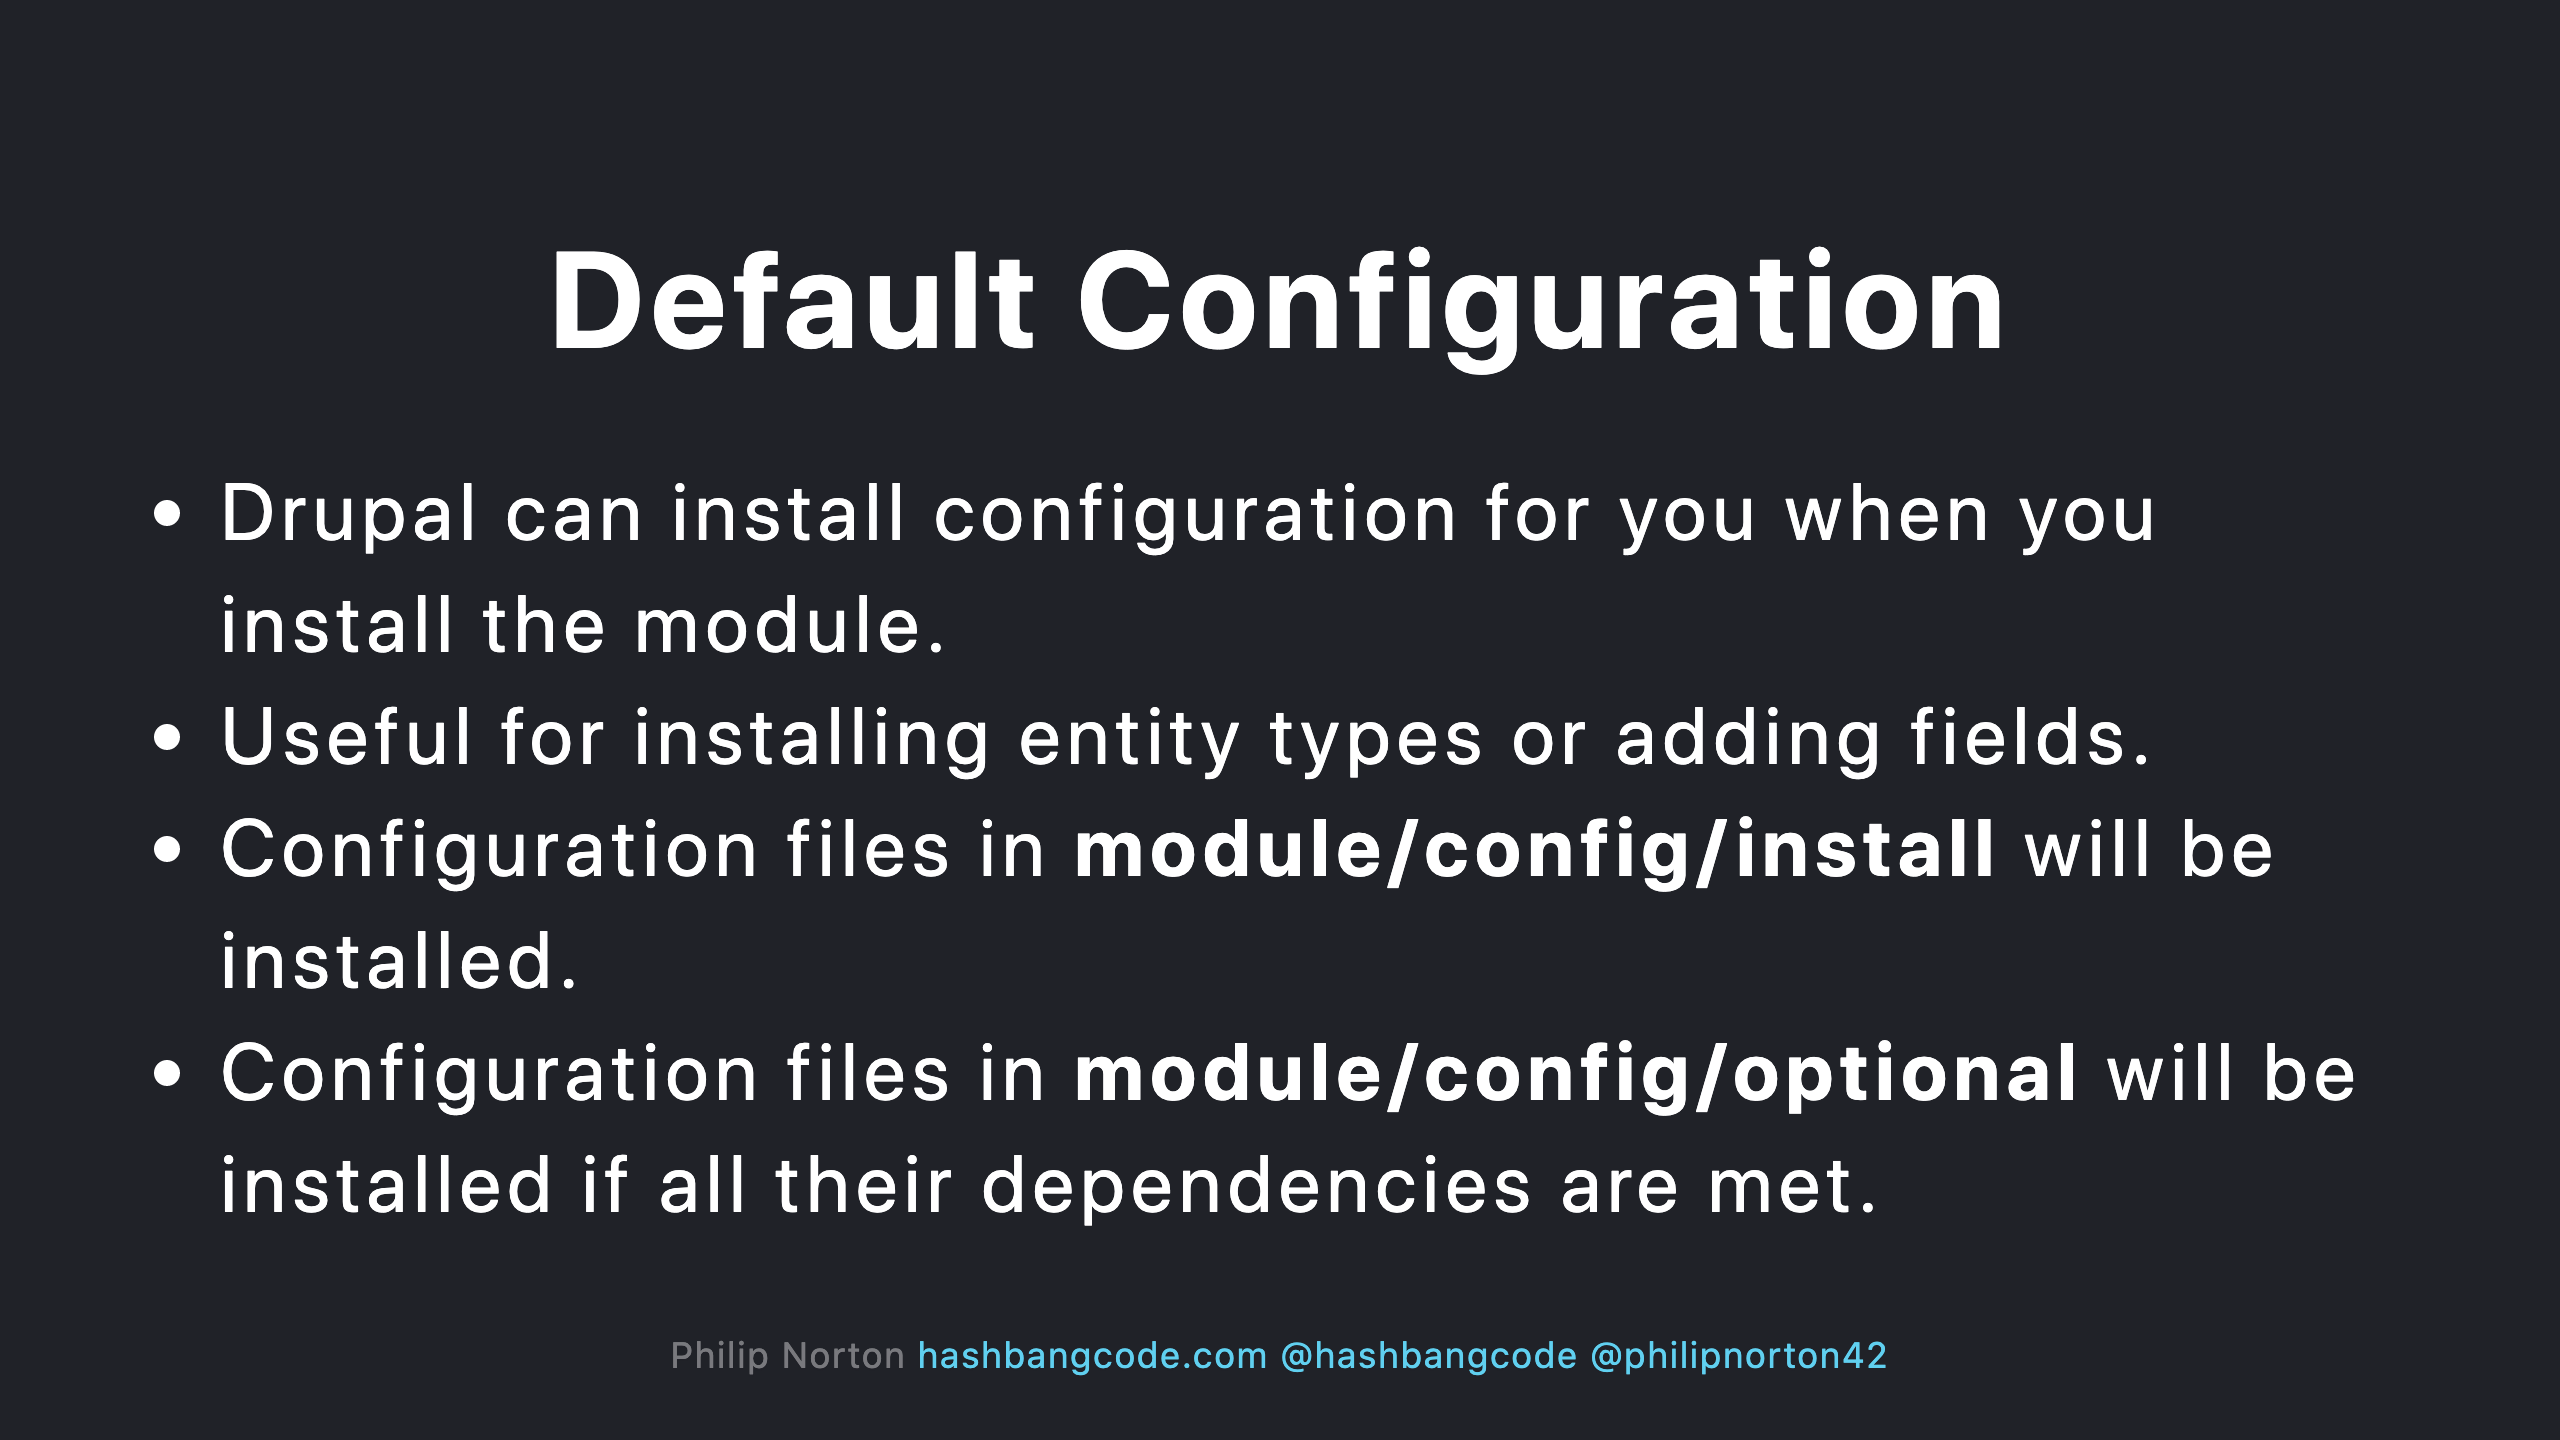 Default Configuration
• Drupal can install configuration for you when you
install the module.
• Useful for installing entity types or adding fields.
• Configuration files in module/config/install will be
installed.
• Configuration files in module/config/optional will be
installed if all their dependencies are met.
Philip Norton hashbangcode.com @hashbangcode @philipnorton42